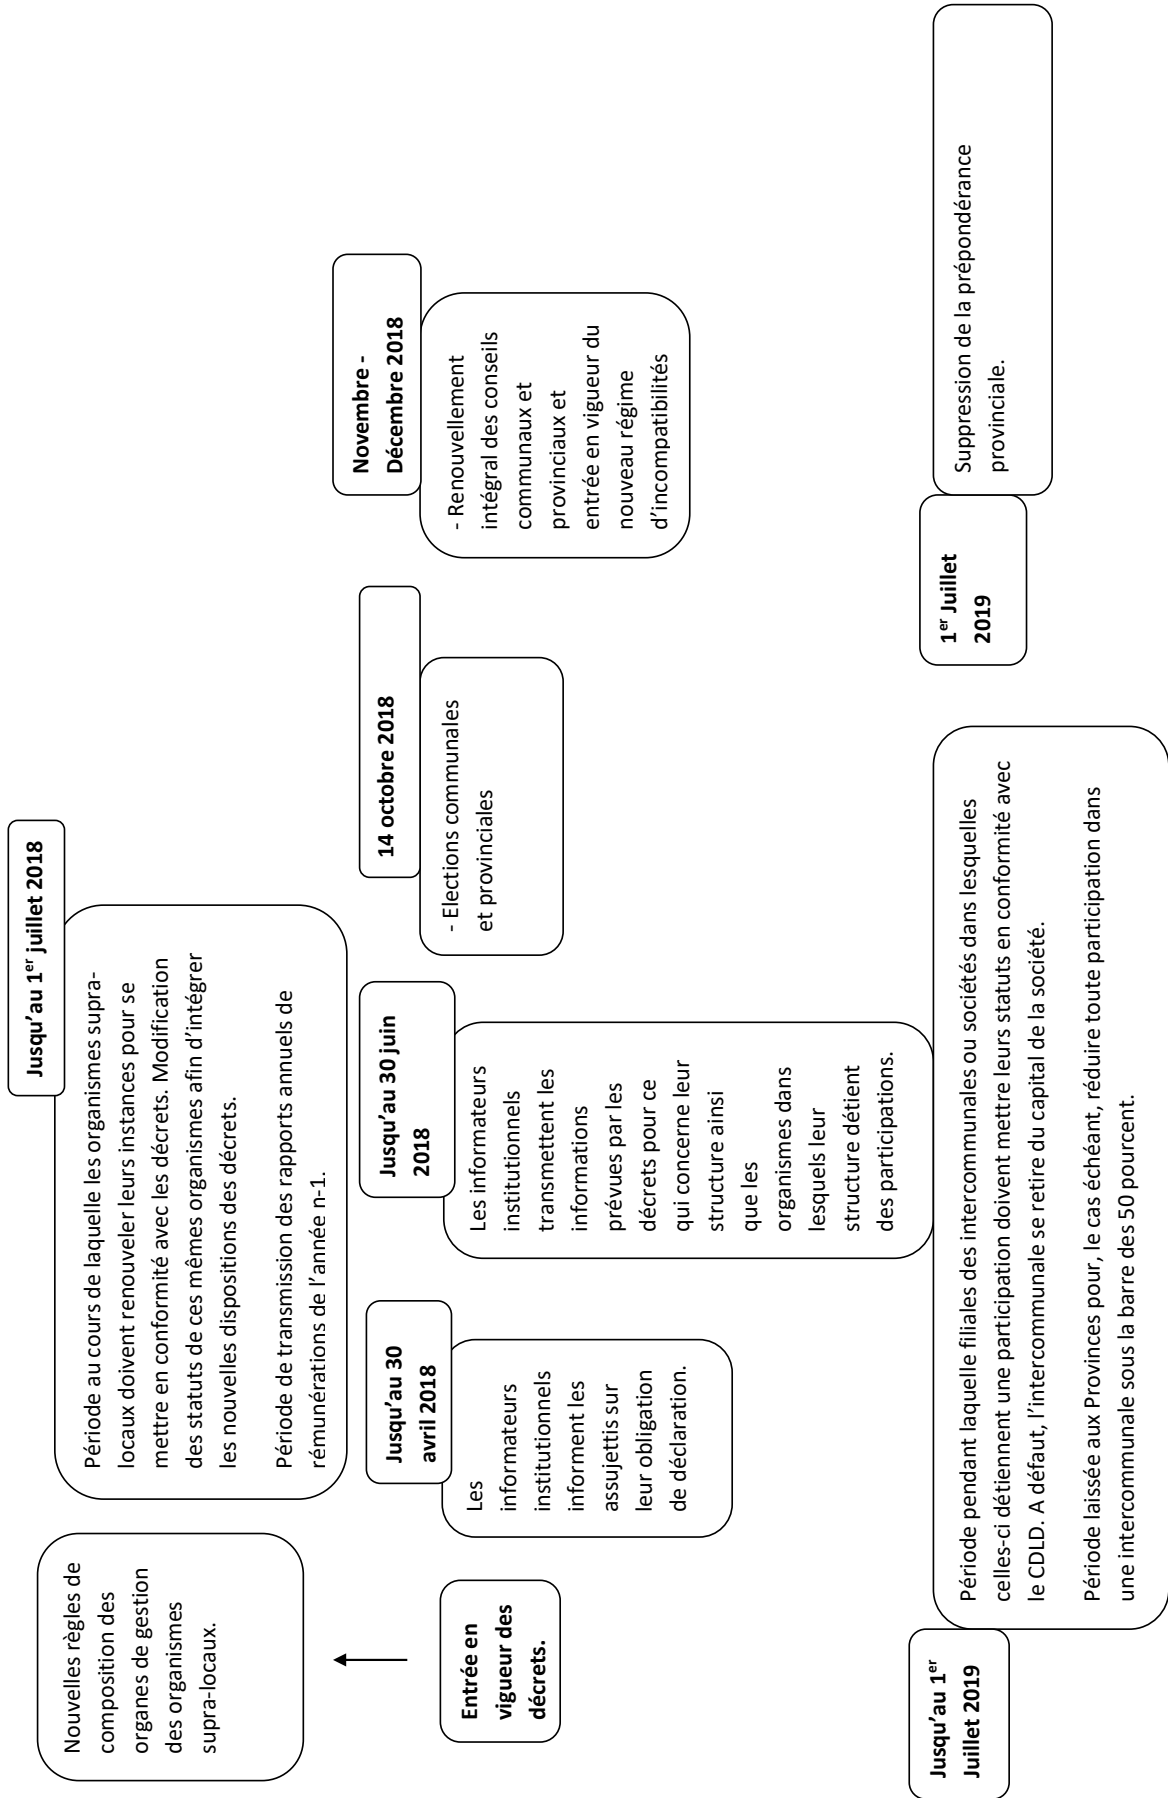 Nouvelles règles de
composition des
organes de gestion
des organismes
supra-locaux.
Entrée en
vigueur des
décrets.
Jusqu'au 1er juillet 2018
Période au cours de laquelle les organismes supra-
locaux doivent renouveler leurs instances pour se
mettre en conformité avec les décrets. Modification
des statuts de ces mêmes organismes afin d'intégrer
les nouvelles dispositions des décrets.
Période de transmission des rapports annuels de
rémunérations de l'année n-1.
Jusqu'au 30
avril 2018
Les
informateurs
institutionnels
informent les
assujettis sur
leur obligation
de déclaration.
Jusqu'au 30 juin
2018
Les informateurs
institutionnels
transmettent les
informations
prévues par les
décrets pour ce
qui concerne leur
structure ainsi
que les
organismes dans
lesquels leur
structure détient
des participations.
14 octobre 2018
- Elections communales
et provinciales
Novembre -
Décembre 2018
- Renouvellement
intégral des conseils
communaux et
provinciaux et
entrée en vigueur du
nouveau régime
d'incompatibilités
Jusqu'au 1er
Juillet 2019
Période pendant laquelle filiales des intercommunales ou sociétés dans lesquelles
celles-ci détiennent une participation doivent mettre leurs statuts en conformité avec
le CDLD. A défaut, l'intercommunale se retire du capital de la société.
Période laissée aux Provinces pour, le cas échéant, réduire toute participation dans
une intercommunale sous la barre des 50 pourcent.
1er Juillet
2019
Suppression de la prépondérance
provinciale.